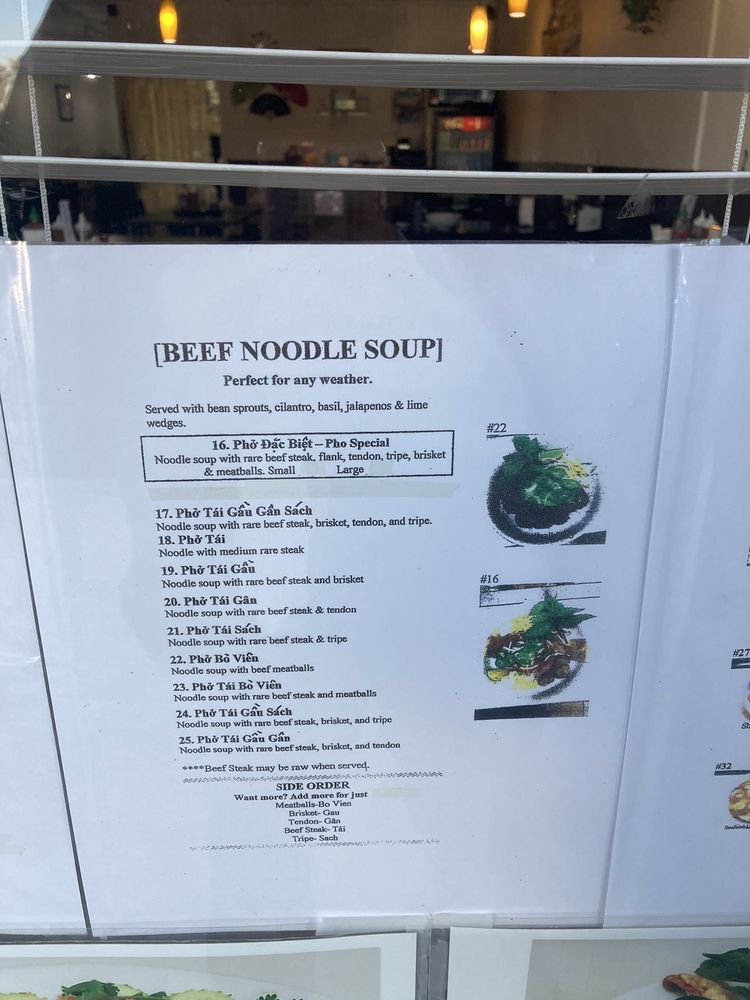 [BEEF NOODLE SOUP]
Perfect for any weather.
Served with bean sprouts, cilantro, basil, jalapenos & lime
wedges.
16. Phở Đặc Biệt – Pho Special
Noodle soup with rare beef steak, flank, tendon, tripe, brisket
& meatballs. Small Large
17. Phở Tái Gầu Gân Sách
Noodle soup with rare beef steak, brisket, tendon, and tripe.
18. Phở Tái
Noodle with medium rare steak
19. Phở Tái Gầu
Noodle soup with rare beef steak and brisket
20. Phở Tái Gân
Noodle soup with rare beef steak & tendon
21. Phở Tái Sách
Noodle soup with rare beef steak & tripe
22. Phở Bò Viên
Noodle soup with beef meatballs
23. Phở Tái Bò Viên
Noodle soup with rare beef steak and meatballs
24. Phở Tái Gầu Sách
Noodle soup with rare beef steak, brisket, and tripe
25. Phở Tái Gầu Gân
Noodle soup with rare beef steak, brisket, and tendon
****Beef Steak may be raw when served.
SIDE ORDER
Want more? Add more for just
Meatballs-Bo Vien
Brisket- Gau
Tendon- Gân
Beef Steak- Tái
Tripe- Sach
#22
#16
#27
#32